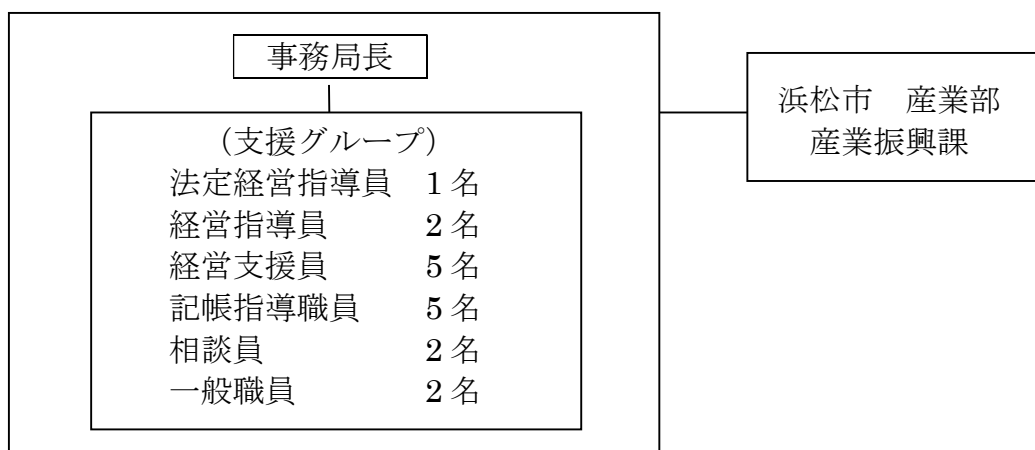 事務局長
（支援グループ）
法定経営指導員　1名
経営指導員　2名
経営支援員　5名
記帳指導職員　5名
相談員　2名
一般職員　2名
浜松市　産業部
産業振興課